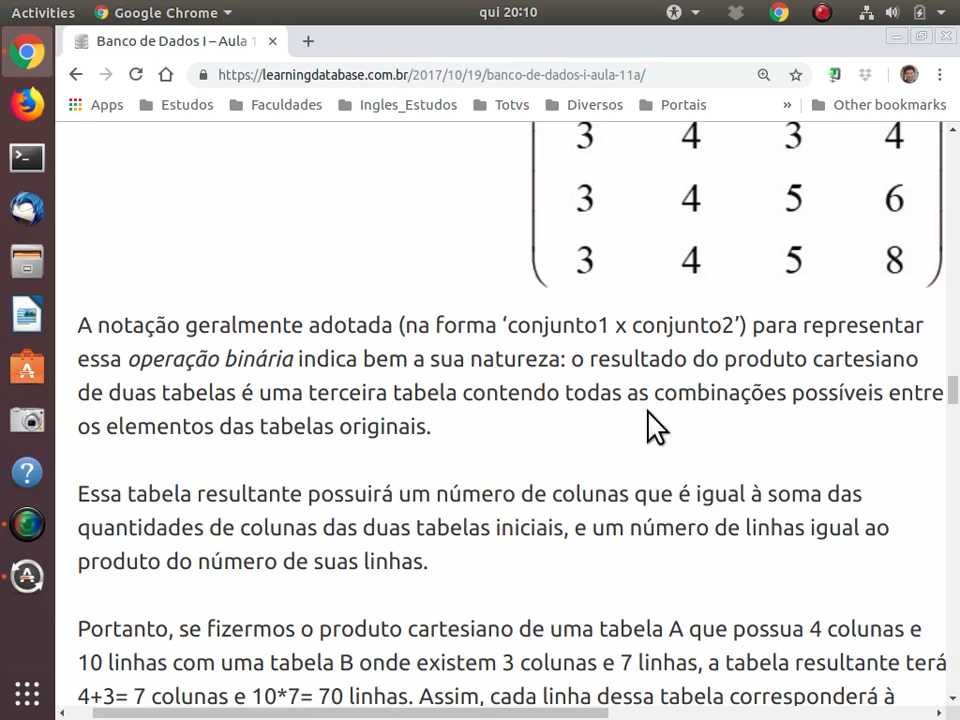 Activities
Google Chrome
qui 20:10
Banco de Dados I – Aula 1
https://learningdatabase.com.br/2017/10/19/banco-de-dados-i-aula-11a/
Apps Estudos Faculdades Ingles_Estudos Totvs Diversos Portais » Other bookmarks
3 4 3 4
3 4 5 6
3 4 5 8
A notação geralmente adotada (na forma ‘conjunto1 x conjunto2’) para representar
essa operação binária indica bem a sua natureza: o resultado do produto cartesiano
de duas tabelas é uma terceira tabela contendo todas as combinações possíveis entre
os elementos das tabelas originais.
Essa tabela resultante possuirá um número de colunas que é igual à soma das
quantidades de colunas das duas tabelas iniciais, e um número de linhas igual ao
produto do número de suas linhas.
Portanto, se fizermos o produto cartesiano de uma tabela A que possua 4 colunas e
10 linhas com uma tabela B onde existem 3 colunas e 7 linhas, a tabela resultante terá
4+3= 7 colunas e 10*7= 70 linhas. Assim, cada linha dessa tabela corresponderá à